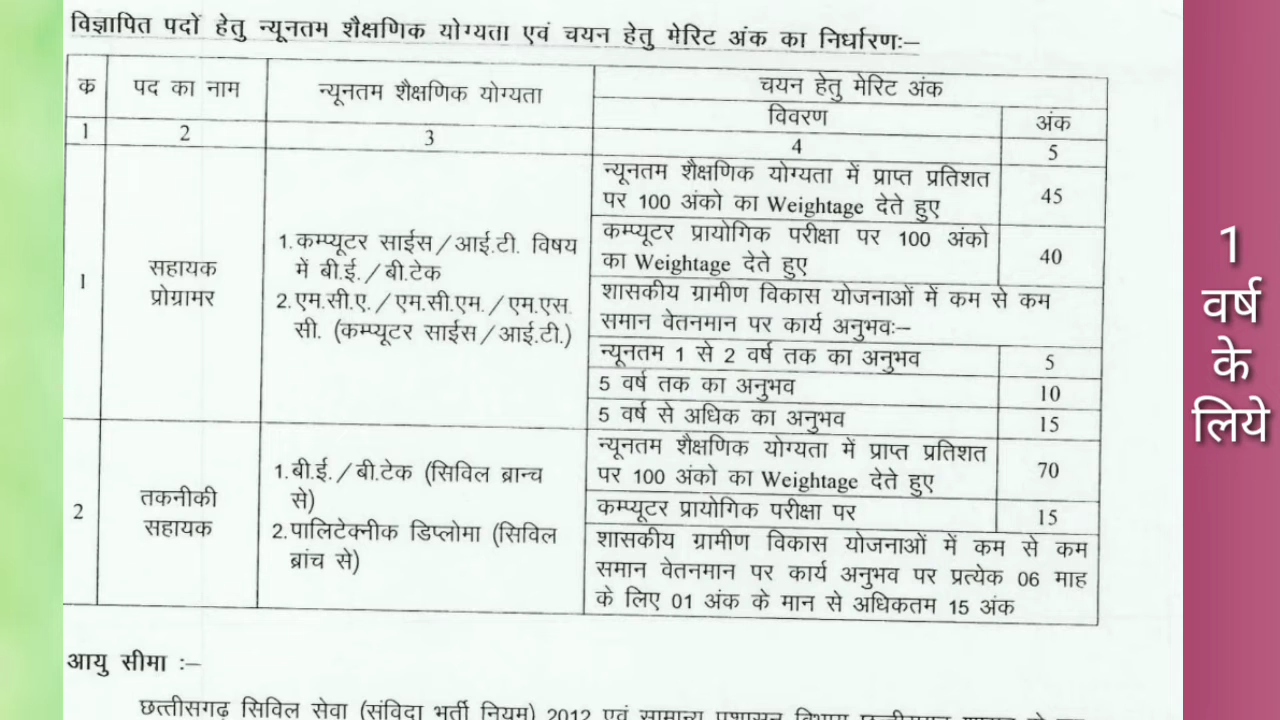 विज्ञापित पदों हेतु न्यूनतम शैक्षणिक योग्यता एवं चयन हेतु मेरिट अंक का निर्धारणः–
क
पद का नाम
न्यूनतम शैक्षणिक योग्यता
चयन हेतु मेरिट अंक
विवरण
अंक
1
2
3
4
5
1
सहायक
प्रोग्रामर
1.कम्प्यूटर साईंस/आई.टी. विषय
में बी.ई./बी.टेक
2.एम.सी.ए./एम.सी.एम./एम.एस.
सी. (कम्प्यूटर साईंस/आई.टी.)
न्यूनतम शैक्षणिक योग्यता में प्राप्त प्रतिशत
पर 100 अंको का Weightage देते हुए
45
कम्प्यूटर प्रायोगिक परीक्षा पर 100 अंको
का Weightage देते हुए
40
शासकीय ग्रामीण विकास योजनाओं में कम से कम
समान वेतनमान पर कार्य अनुभवः–
न्यूनतम 1 से 2 वर्ष तक का अनुभव
5
5 वर्ष तक का अनुभव
10
5 वर्ष से अधिक का अनुभव
15
2
तकनीकी
सहायक
1.बी.ई./बी.टेक (सिविल ब्रान्च
से)
2.पालिटेक्नीक डिप्लोमा (सिविल
ब्रांच से)
न्यूनतम शैक्षणिक योग्यता में प्राप्त प्रतिशत
पर 100 अंको का Weightage देते हुए
70
कम्प्यूटर प्रायोगिक परीक्षा पर
15
शासकीय ग्रामीण विकास योजनाओं में कम से कम
समान वेतनमान पर कार्य अनुभव पर प्रत्येक 06 माह
के लिए 01 अंक के मान से अधिकतम 15 अंक
आयु सीमा :–
छत्तीसगढ़ सिविल सेवा (संविदा भर्ती नियम) 2012 एवं सामान्य प्रशासन विभाग
1
वर्ष
के
लिये